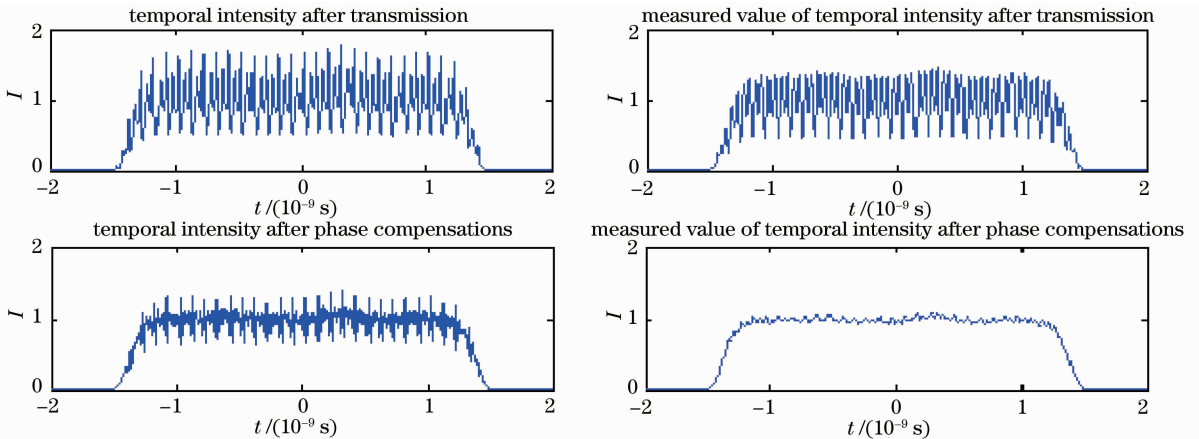 temporal intensity after transmission
2
1
0
I
−2 −1 0 1 2
t /(10⁻⁹ s)
measured value of temporal intensity after transmission
2
1
0
I
−2 −1 0 1 2
t /(10⁻⁹ s)
temporal intensity after phase compensations
2
1
0
I
−2 −1 0 1 2
t /(10⁻⁹ s)
measured value of temporal intensity after phase compensations
2
1
0
I
−2 −1 0 1 2
t /(10⁻⁹ s)